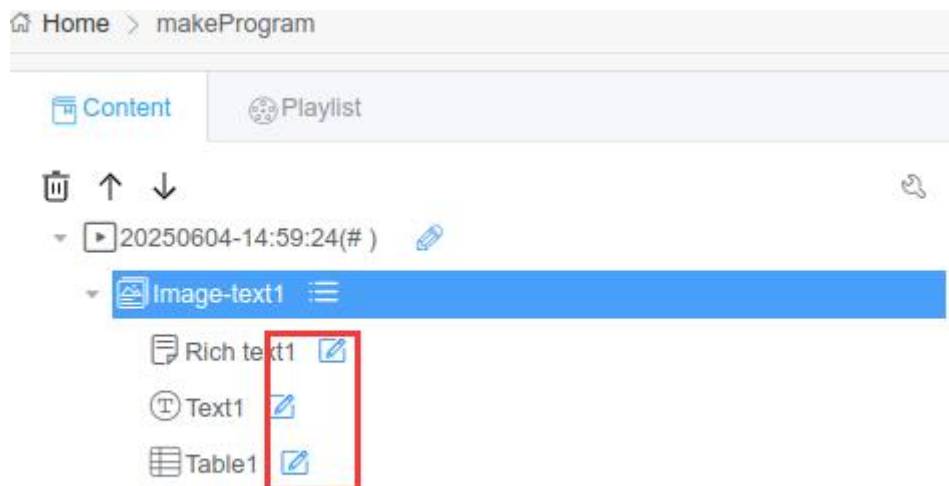 Home > makeProgram
Content Playlist
20250604-14:59:24(# )
Image-text1
Rich text1
Text1
Table1